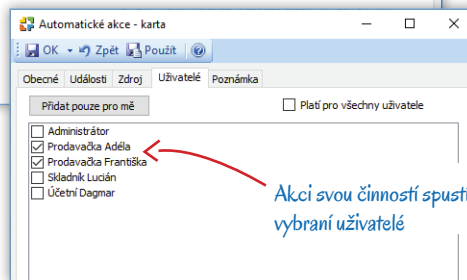 Automatické akce - karta
OK Zpět Použít
Obecné Události Zdroj Uživatelé Poznámka
Přidat pouze pro mě Platí pro všechny uživatele
Administrátor
Prodavačka Adéla
Prodavačka Františka
Skladník Lucián
Účetní Dagmar
Akci svou činností spustí
vybraní uživatelé